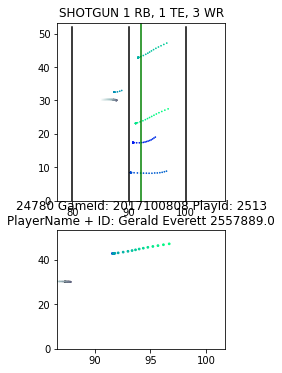 SHOTGUN 1 RB, 1 TE, 3 WR
50
40
30
20
10
0
80 90 100
24780 GameId: 2017100808 PlayId: 2513
PlayerName + ID: Gerald Everett 2557889.0
40
20
0
90 95 100